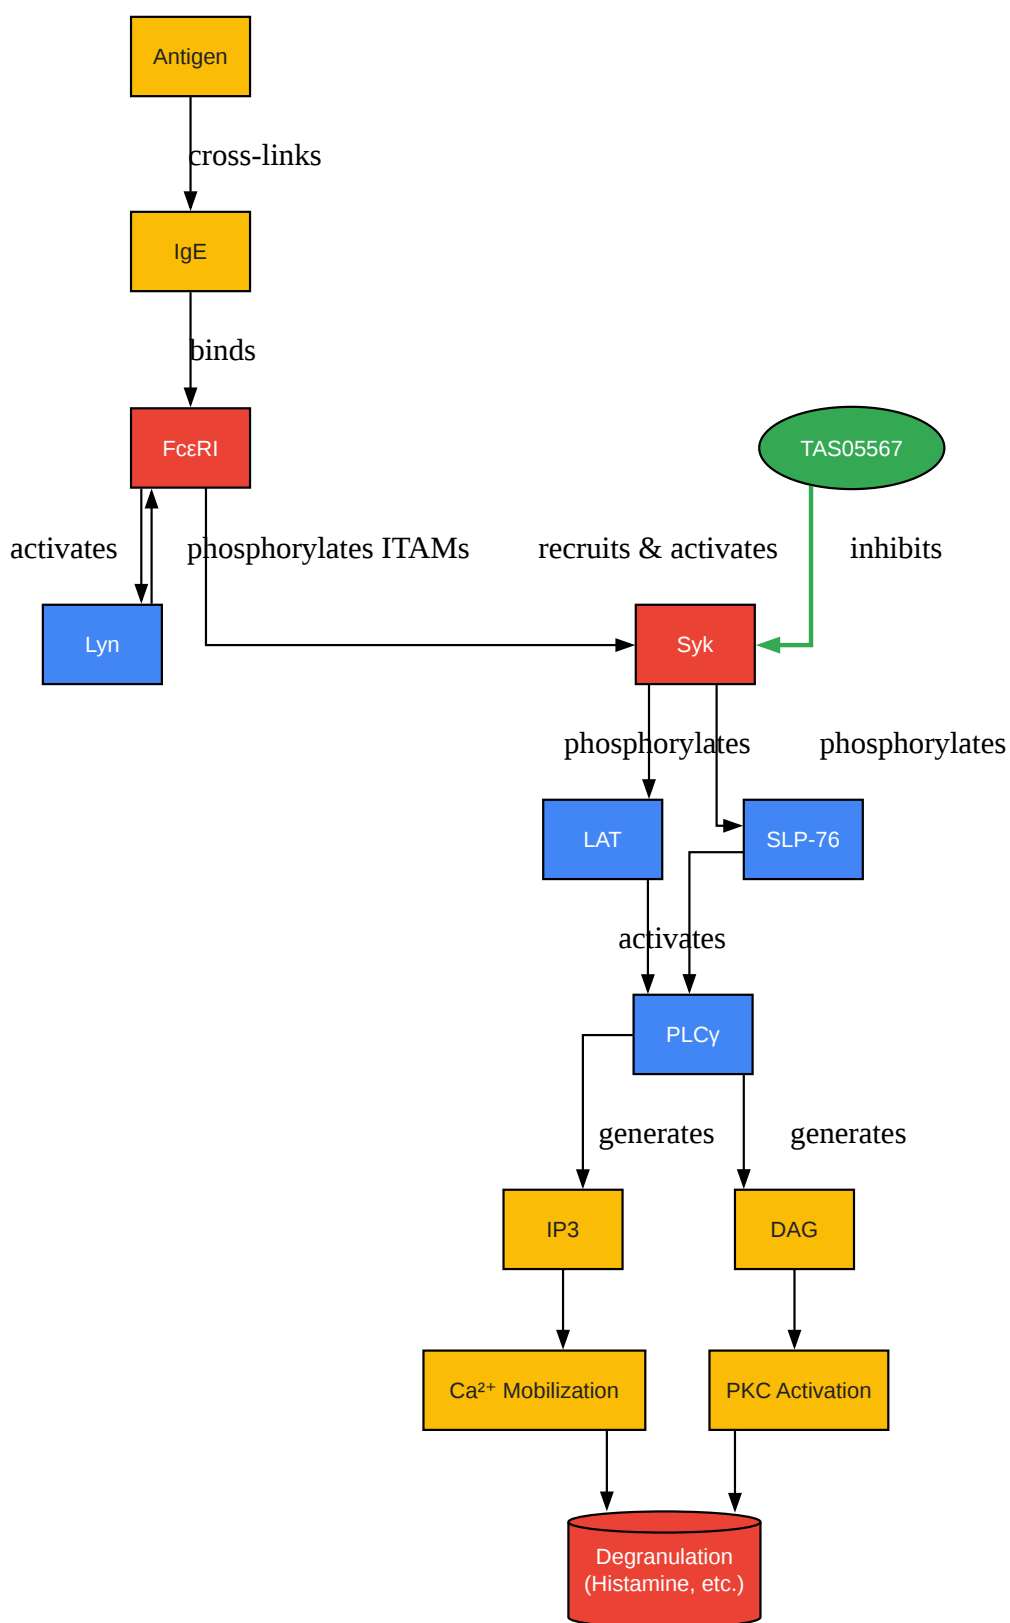 Antigen
cross-links
IgE
binds
FcεRI
TAS05567
activates
phosphorylates ITAMs
recruits & activates
inhibits
Lyn
Syk
phosphorylates
phosphorylates
LAT
SLP-76
activates
PLCγ
generates
generates
IP3
DAG
Ca²⁺ Mobilization
PKC Activation
Degranulation
(Histamine, etc.)